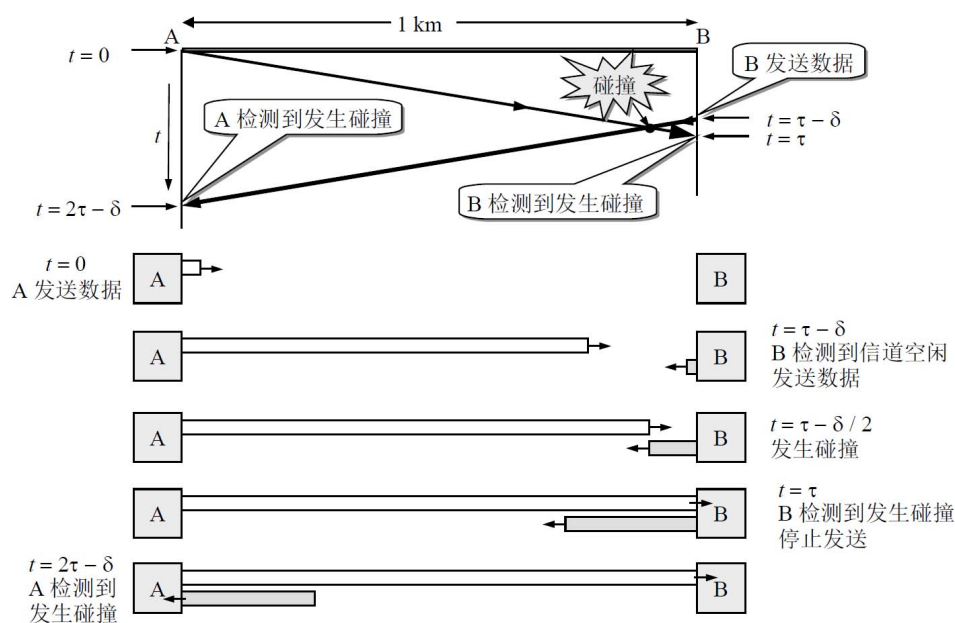 1 km
A
B
t = 0
碰撞
B 发送数据
A 检测到发生碰撞
t = τ − δ
t = τ
t
B 检测到发生碰撞
t = 2τ − δ
t = 0
A 发送数据
A
B
A
B
t = τ − δ
B 检测到信道空闲
发送数据
A
B
t = τ − δ / 2
发生碰撞
A
B
t = τ
B 检测到发生碰撞
停止发送
t = 2τ − δ
A 检测到
发生碰撞
A
B